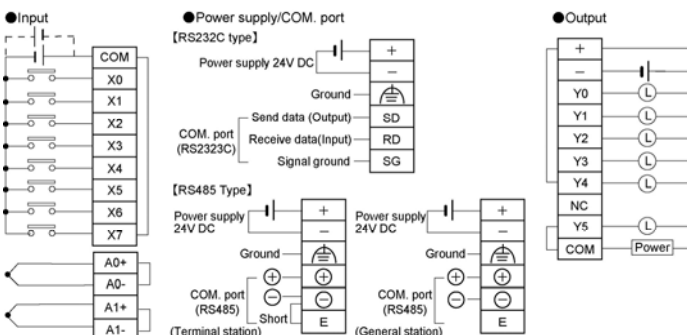 ●Input
COM
X0
X1
X2
X3
X4
X5
X6
X7
A0+
A0-
A1+
A1-
●Power supply/COM. port
【RS232C type】
Power supply 24V DC
+
−
Ground
Send data (Output)
SD
COM. port
(RS2323C)
Receive data(Input)
RD
Signal ground
SG
【RS485 Type】
Power supply
24V DC
+
−
Ground
COM. port
(RS485)
+
−
+
−
Short
E
(Terminal station)
Power supply
24V DC
+
−
Ground
COM. port
(RS485)
+
−
+
−
E
(General station)
●Output
+
−
Y0
L
Y1
L
Y2
L
Y3
L
Y4
L
NC
Y5
L
COM
Power